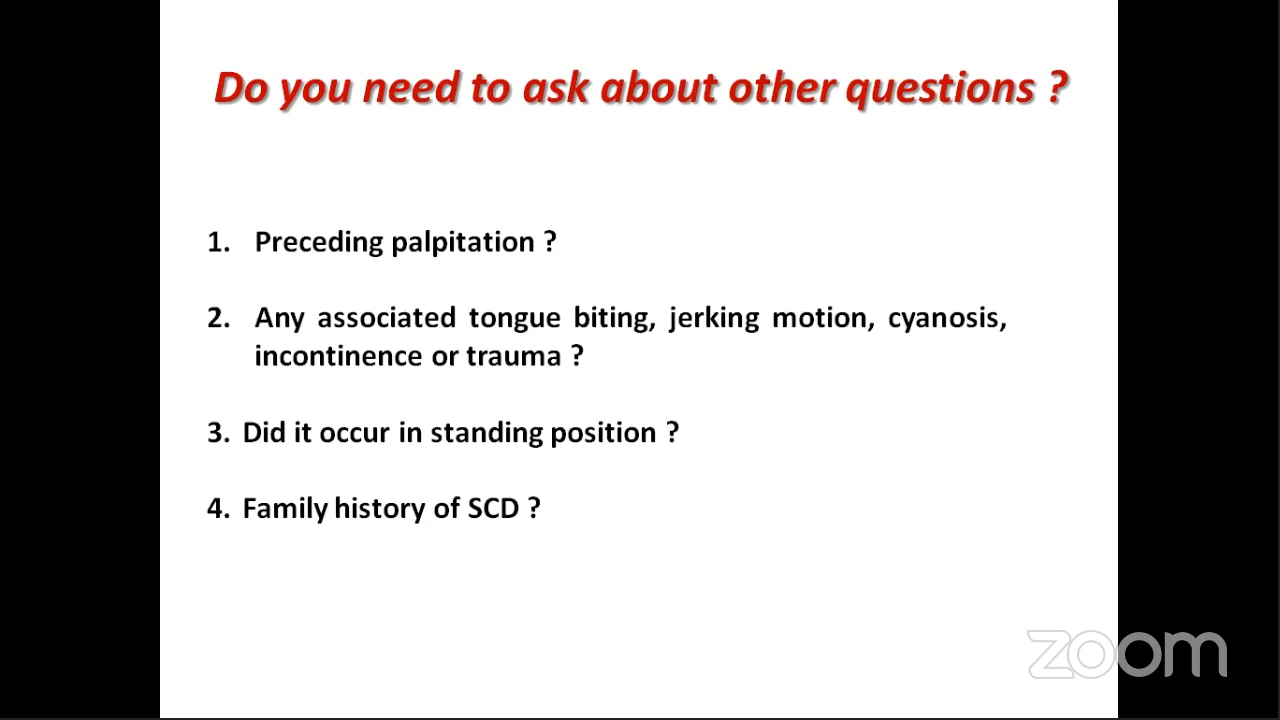 Do you need to ask about other questions ?
1. Preceding palpitation ?
2. Any associated tongue biting, jerking motion, cyanosis,
incontinence or trauma ?
3. Did it occur in standing position ?
4. Family history of SCD ?
zoom